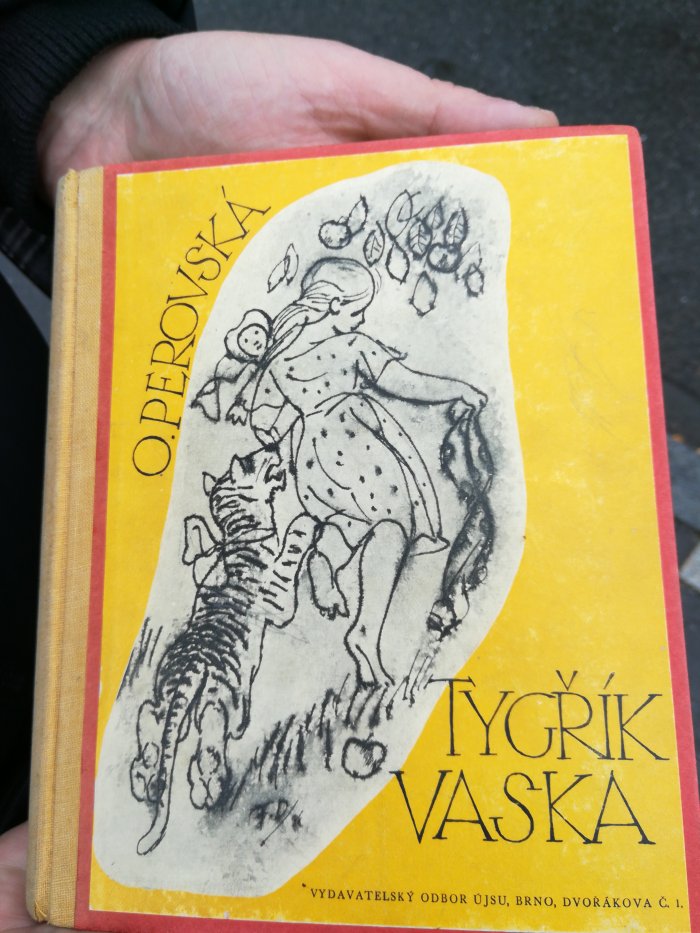 O. PEROVSKÁ
TYGŘÍK
VASKA
VYDAVATELSKÝ ODBOR ÚJSU, BRNO, DVOŘÁKOVA Č. 1.